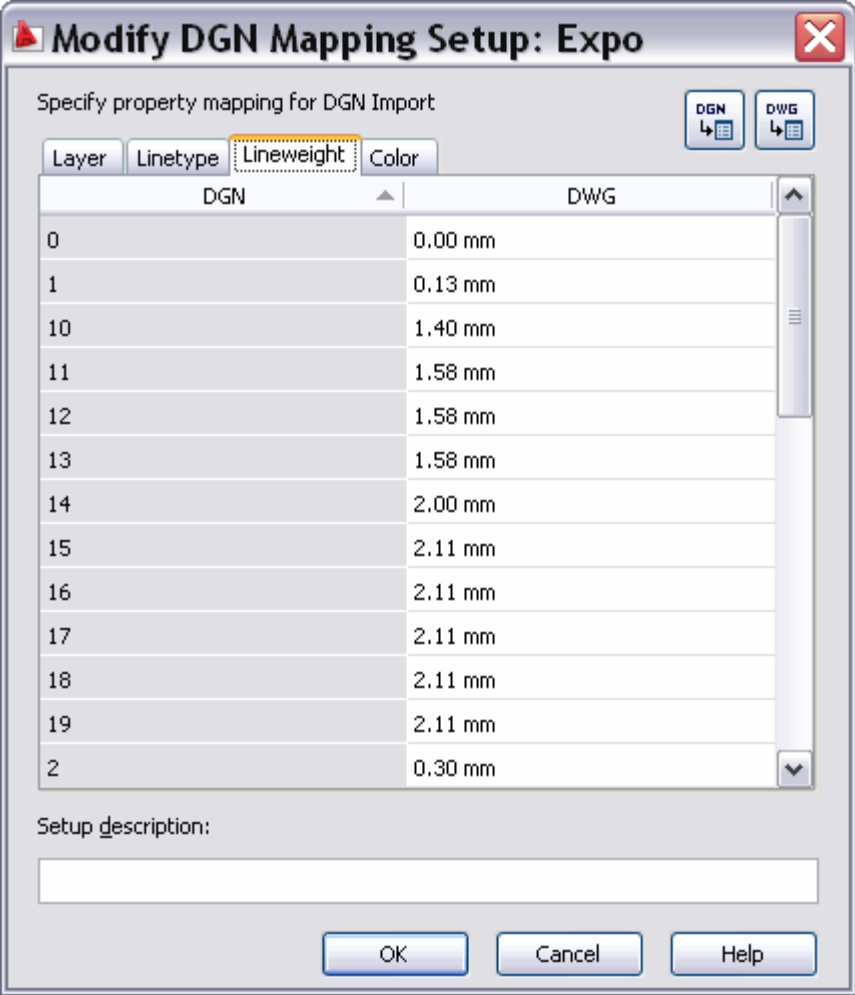 Modify DGN Mapping Setup: Expo
Specify property mapping for DGN Import
DGN DWG
Layer Linetype Lineweight Color
DGN DWG
0 0.00 mm
1 0.13 mm
10 1.40 mm
11 1.58 mm
12 1.58 mm
13 1.58 mm
14 2.00 mm
15 2.11 mm
16 2.11 mm
17 2.11 mm
18 2.11 mm
19 2.11 mm
2 0.30 mm
Setup description:
OK Cancel Help